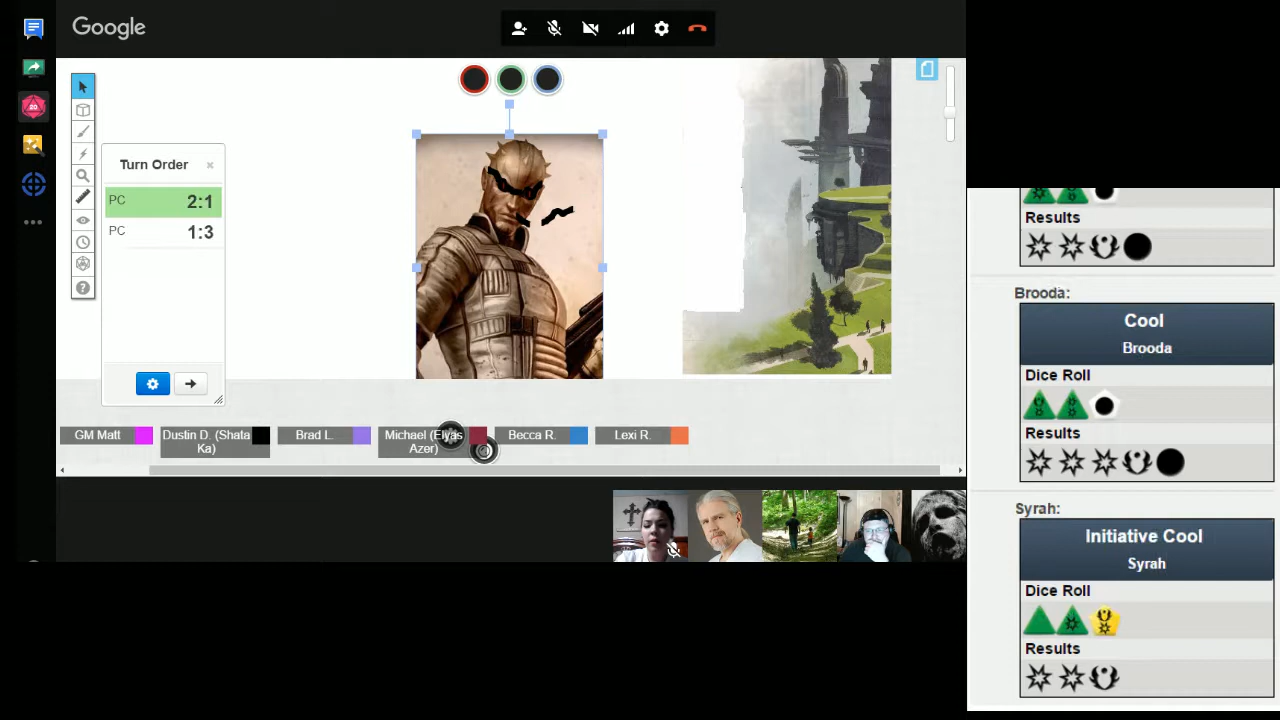 Google
Turn Order
PC 2:1
PC 1:3
GM Matt
Dustin D. (Shata Ka)
Brad L.
Michael (Elyas Azer)
Becca R.
Lexi R.
20
Results
Brooda:
Cool
Brooda
Dice Roll
Results
Syrah:
Initiative Cool
Syrah
Dice Roll
Results